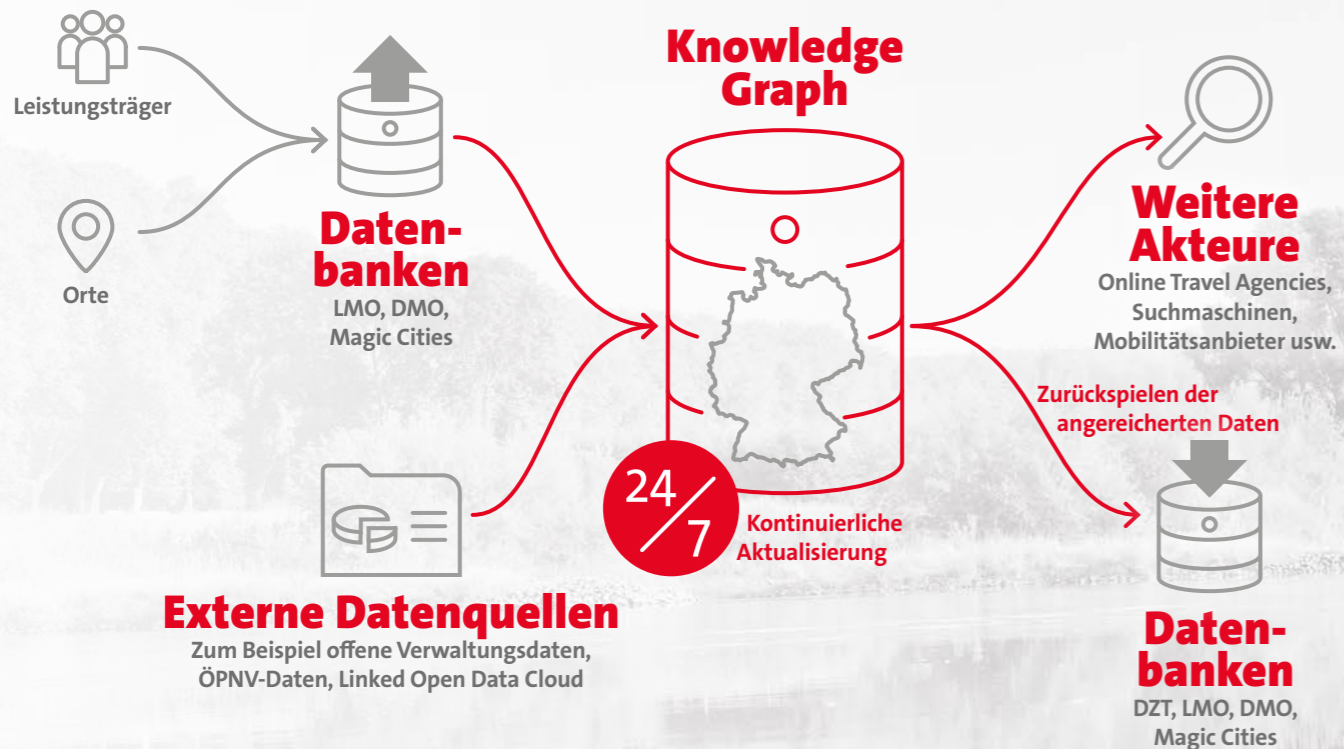 Leistungsträger
Orte
Daten-
banken
LMO, DMO,
Magic Cities
Externe Datenquellen
Zum Beispiel offene Verwaltungsdaten,
ÖPNV-Daten, Linked Open Data Cloud
Knowledge
Graph
24/7
Kontinuierliche
Aktualisierung
Weitere
Akteure
Online Travel Agencies,
Suchmaschinen,
Mobilitätsanbieter usw.
Zurückspielen der
angereicherten Daten
Daten-
banken
DZT, LMO, DMO,
Magic Cities